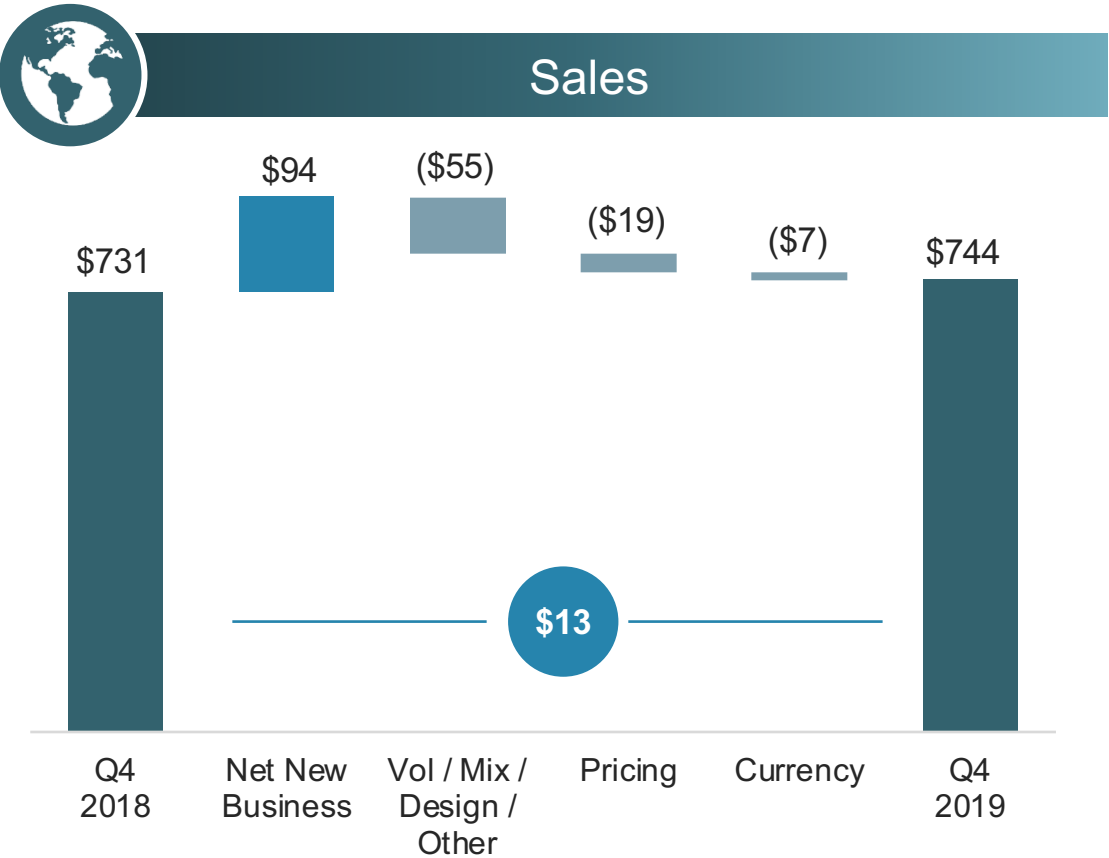 Sales
$94
($55)
($19)
($7)
$731
$744
$13
Q4
2018
Net New
Business
Vol / Mix /
Design /
Other
Pricing
Currency
Q4
2019